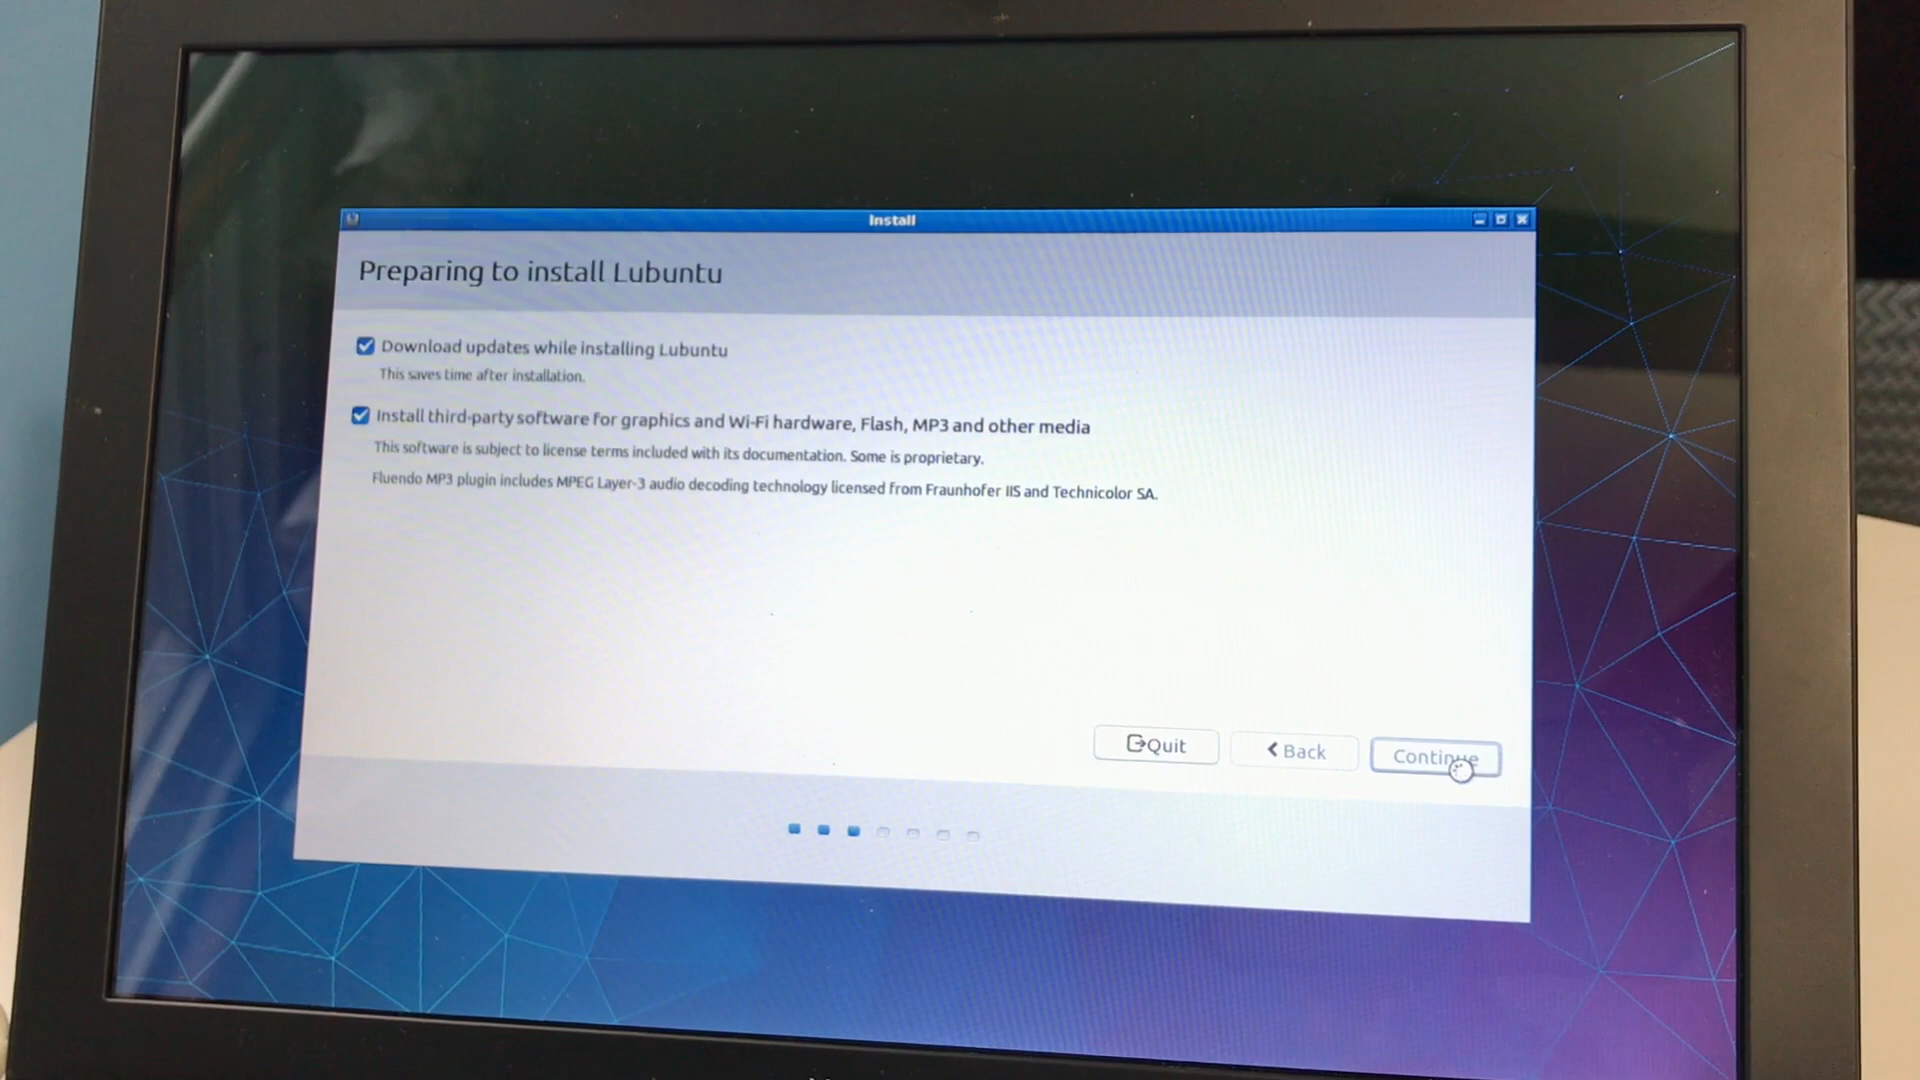 Install
Preparing to install Lubuntu
Download updates while installing Lubuntu
This saves time after installation.
Install third-party software for graphics and Wi-Fi hardware, Flash, MP3 and other media
This software is subject to license terms included with its documentation. Some is proprietary.
Fluendo MP3 plugin includes MPEG Layer-3 audio decoding technology licensed from Fraunhofer IIS and Technicolor SA.
Quit
Back
Continue